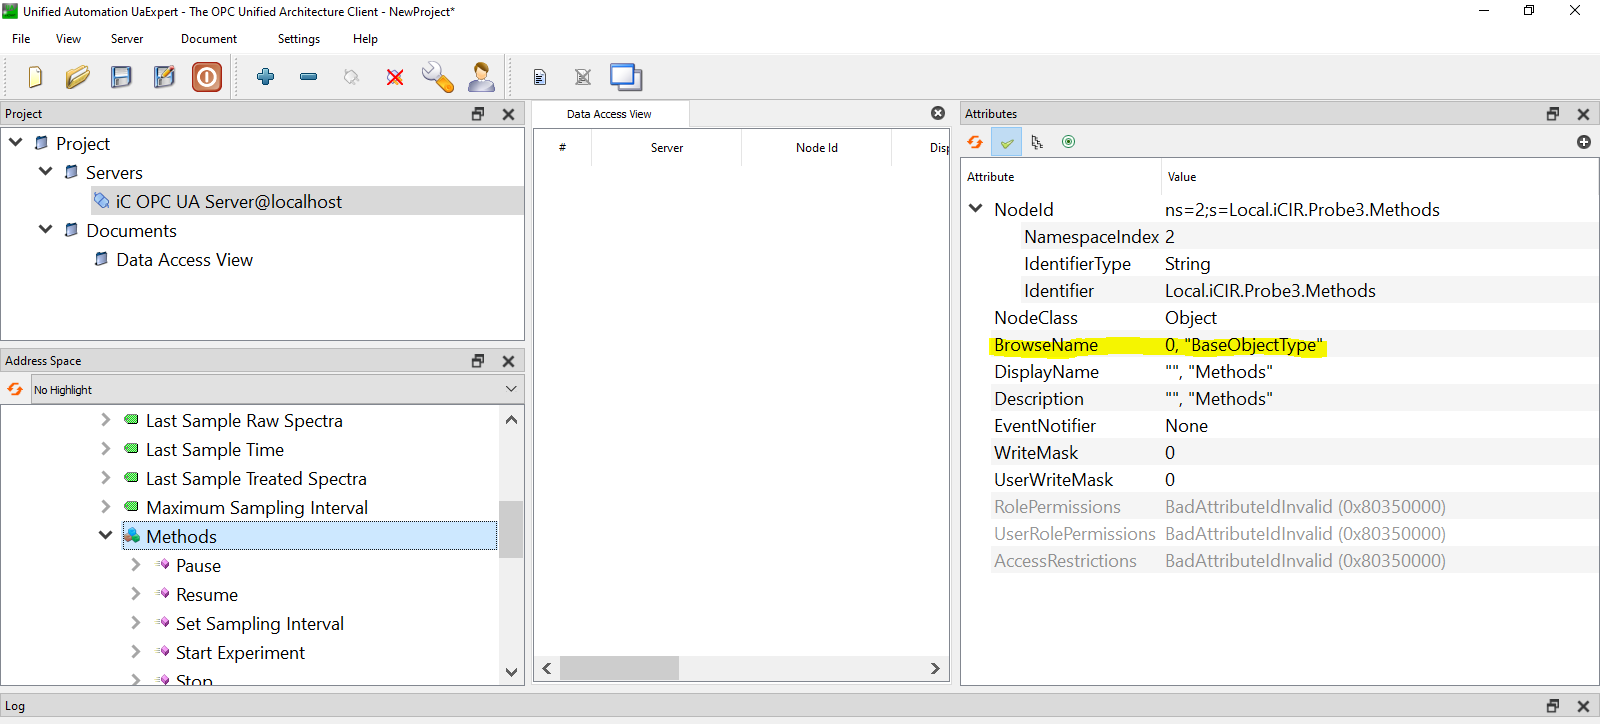 Unified Automation UaExpert - The OPC Unified Architecture Client - NewProject*
File View Server Document Settings Help
Project
Project
Servers
iC OPC UA Server@localhost
Documents
Data Access View
Address Space
No Highlight
Last Sample Raw Spectra
Last Sample Time
Last Sample Treated Spectra
Maximum Sampling Interval
Methods
Pause
Resume
Set Sampling Interval
Start Experiment
Stop
Data Access View
# Server Node Id Disp
Attributes
Attribute Value
NodeId ns=2;s=Local.iCIR.Probe3.Methods
NamespaceIndex 2
IdentifierType String
Identifier Local.iCIR.Probe3.Methods
NodeClass Object
BrowseName 0, "BaseObjectType"
DisplayName "", "Methods"
Description "", "Methods"
EventNotifier None
WriteMask 0
UserWriteMask 0
RolePermissions BadAttributeIdInvalid (0x80350000)
UserRolePermissions BadAttributeIdInvalid (0x80350000)
AccessRestrictions BadAttributeIdInvalid (0x80350000)
Log